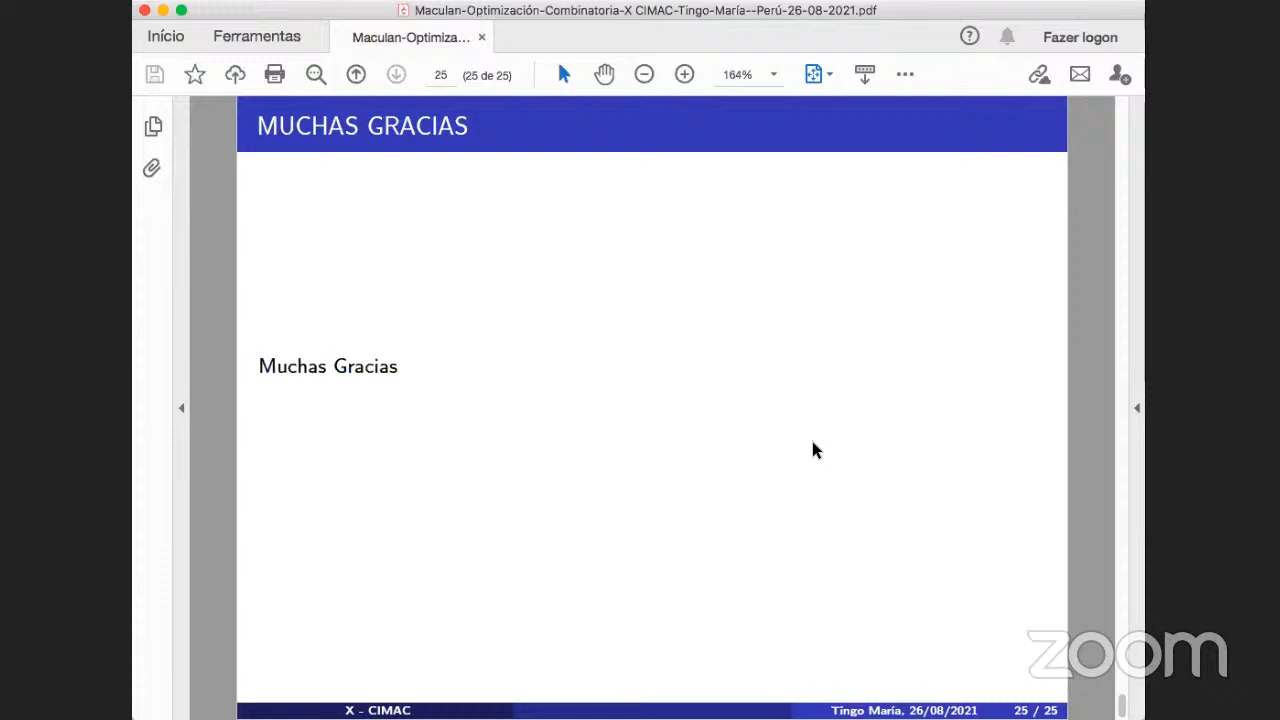 Maculan-Optimización-Combinatoria-X CIMAC-Tingo-María--Perú-26-08-2021.pdf
Início Ferramentas Maculan-Optimiza... × Fazer logon
25 (25 de 25) 164%
MUCHAS GRACIAS
Muchas Gracias
zoom
X - CIMAC Tingo María, 26/08/2021 25 / 25